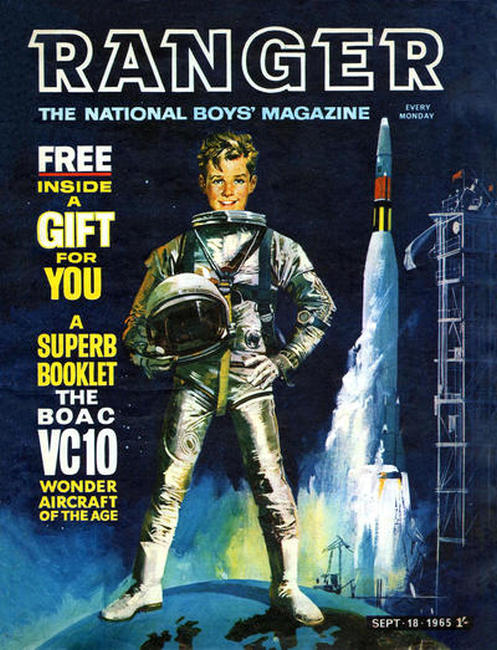 RANGER
THE NATIONAL BOYS' MAGAZINE
EVERY
MONDAY
FREE
INSIDE
A
GIFT
FOR
YOU
A
SUPERB
BOOKLET
THE
BOAC
VC10
WONDER
AIRCRAFT
OF THE AGE
SEPT·18·1965 1/-